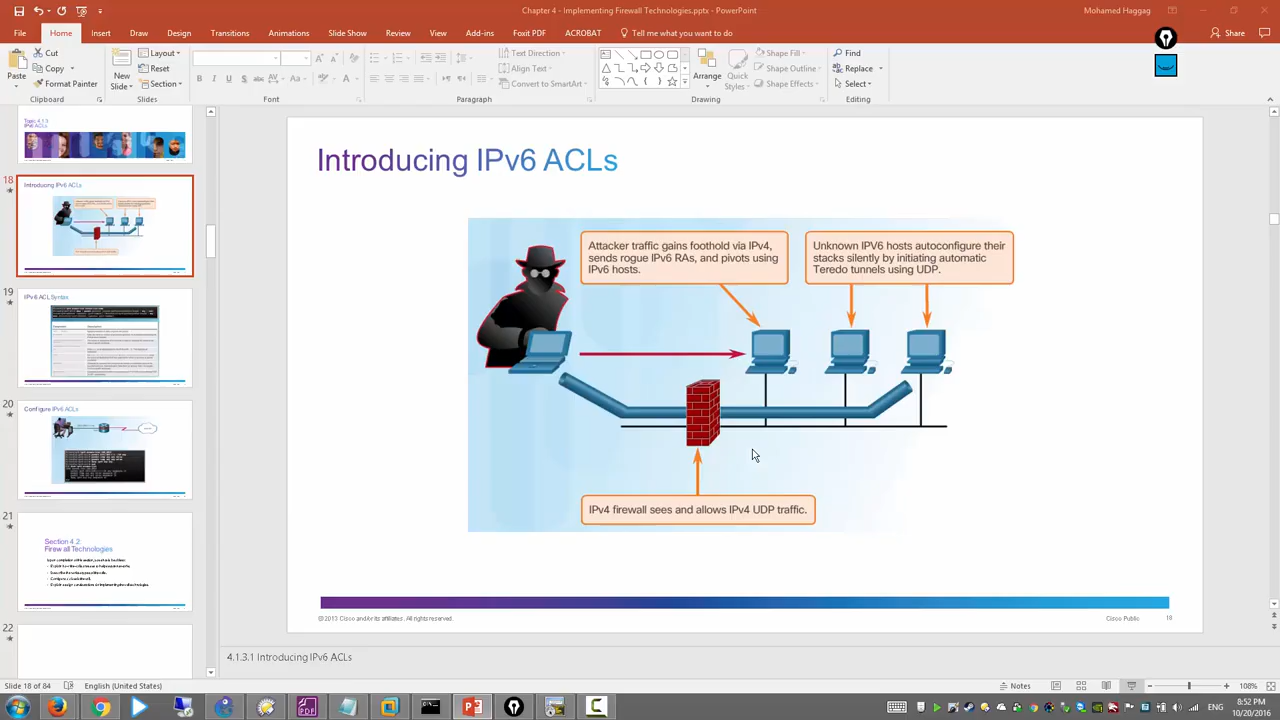 Chapter 4 - Implementing Firewall Technologies.pptx - PowerPoint
Mohamed Haggag
File Home Insert Draw Design Transitions Animations Slide Show Review View Add-ins Foxit PDF ACROBAT Tell me what you want to do Share
Paste
Cut
Copy
Format Painter
Clipboard
New Slide
Layout
Reset
Section
Slides
Font
Text Direction
Align Text
Convert to SmartArt
Paragraph
Arrange
Quick Styles
Shape Fill
Shape Outline
Shape Effects
Drawing
Find
Replace
Select
Editing
Topic 4.1.3
IPv6 ACLs
18
Introducing IPv6 ACLs
19
IPv6 ACL Syntax
20
Configure IPv6 ACLs
21
Section 4.2:
Firewall Technologies
22
Introducing IPv6 ACLs
Attacker traffic gains foothold via IPv4,
sends rogue IPv6 RAs, and pivots using
IPv6 hosts.
Unknown IPV6 hosts autoconfigure their
stacks silently by initiating automatic
Teredo tunnels using UDP.
IPv4 firewall sees and allows IPv4 UDP traffic.
© 2013 Cisco and/or its affiliates. All rights reserved.
Cisco Public
18
4.1.3.1 Introducing IPv6 ACLs
Slide 18 of 84 English (United States) Notes 108%
ENG
8:52 PM
10/20/2016